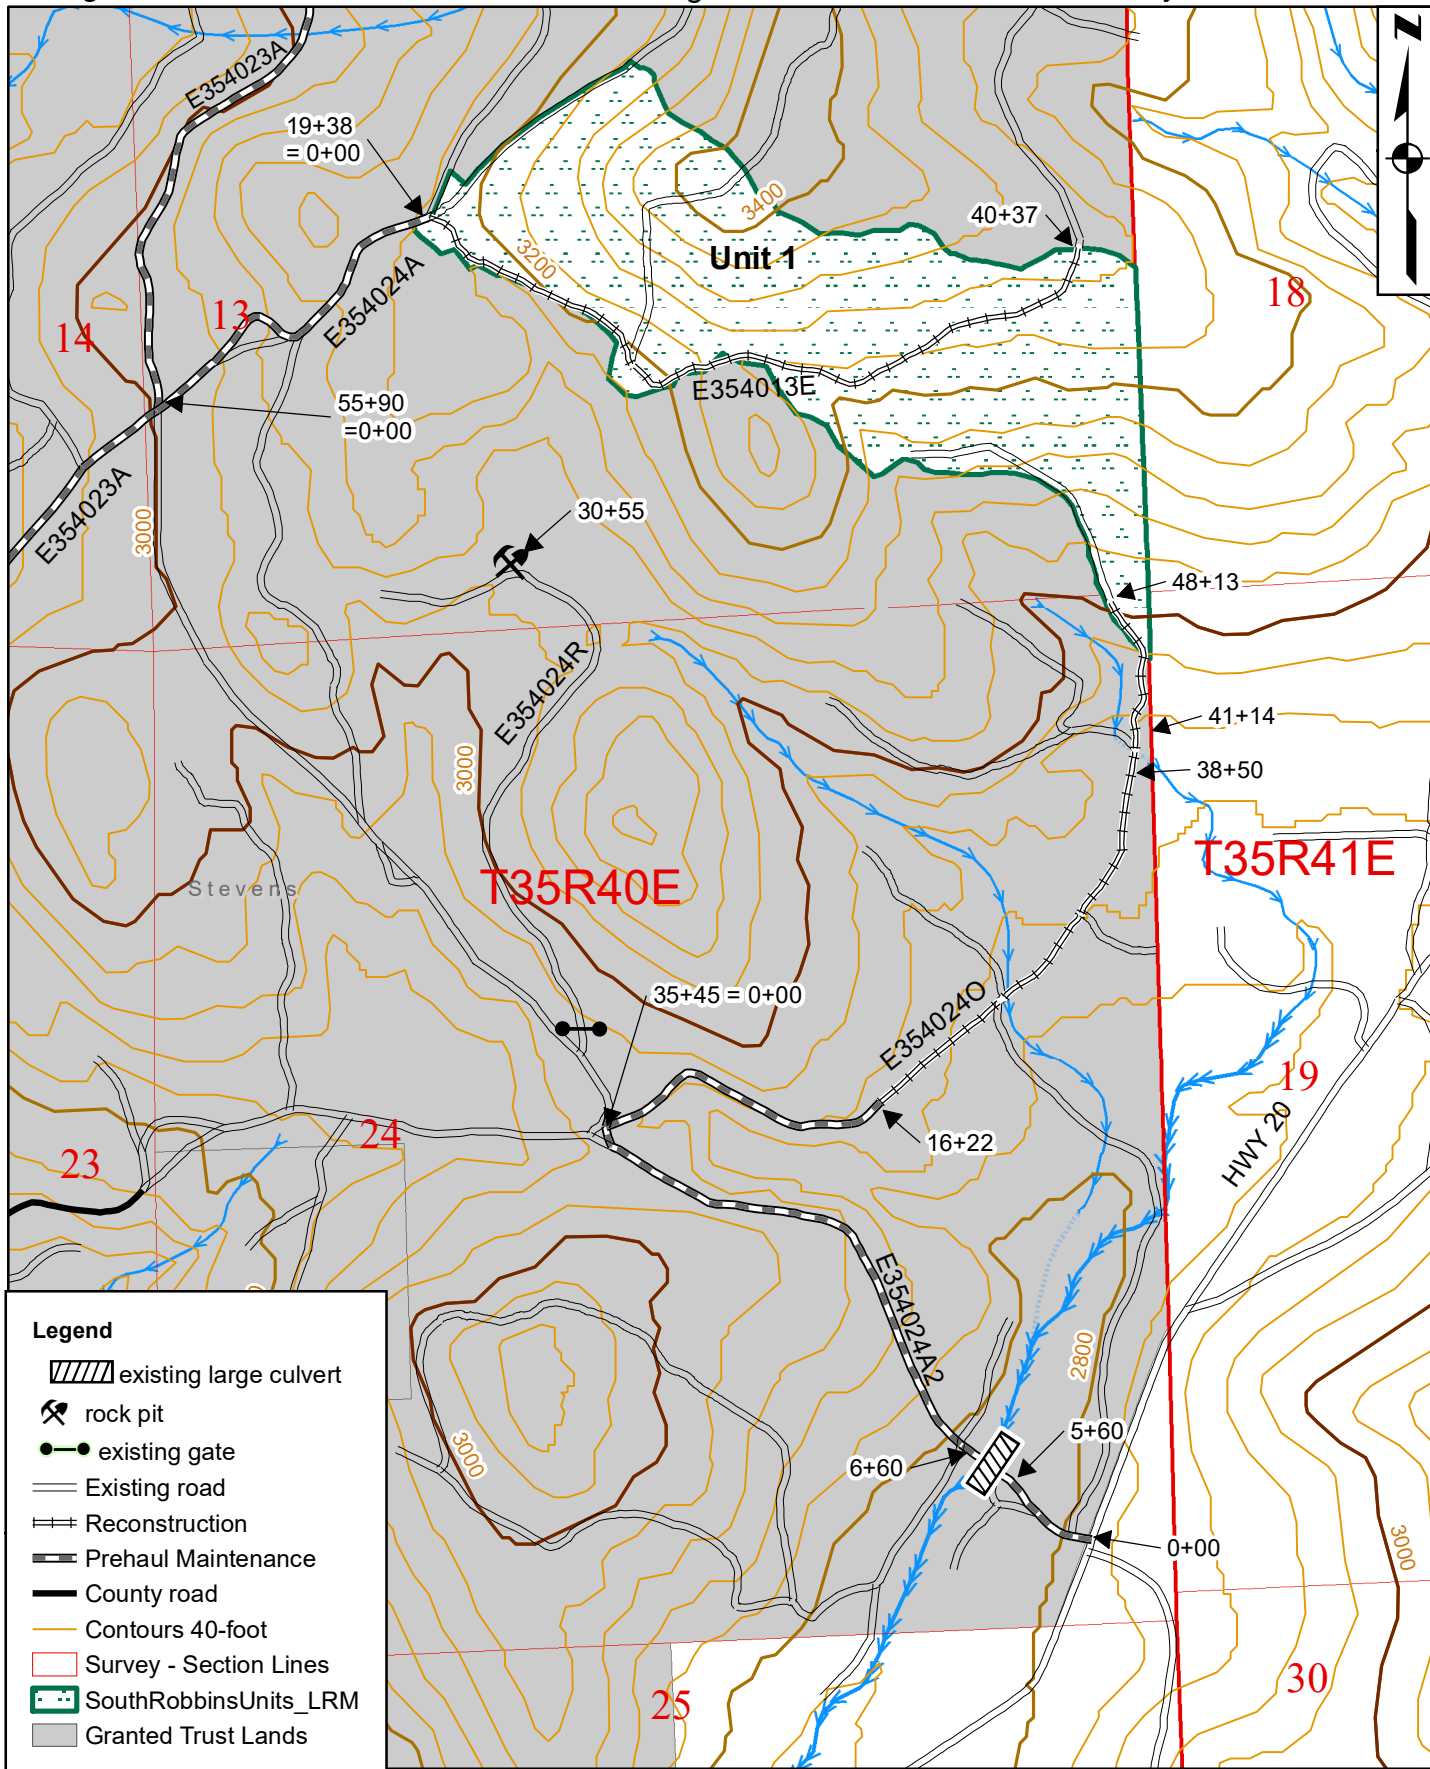 E354023A
19+38
= 0+00
Z
3400
40+37
3200
Unit 1
18
E354024A
13
14
E354013E
55+90
=0+00
E354023A
3000
30+55
48+13
E354024R
41+14
3000
38+50
T35R41E
T35R40E
Stevens
35+45 = 0+00
E354024O
19
HWY 20
24
16+22
23
E354024A2
2800
5+60
6+60
3000
0+00
3000
25
30
Legend
existing large culvert
rock pit
existing gate
Existing road
Reconstruction
Prehaul Maintenance
County road
Contours 40-foot
Survey - Section Lines
SouthRobbinsUnits_LRM
Granted Trust Lands